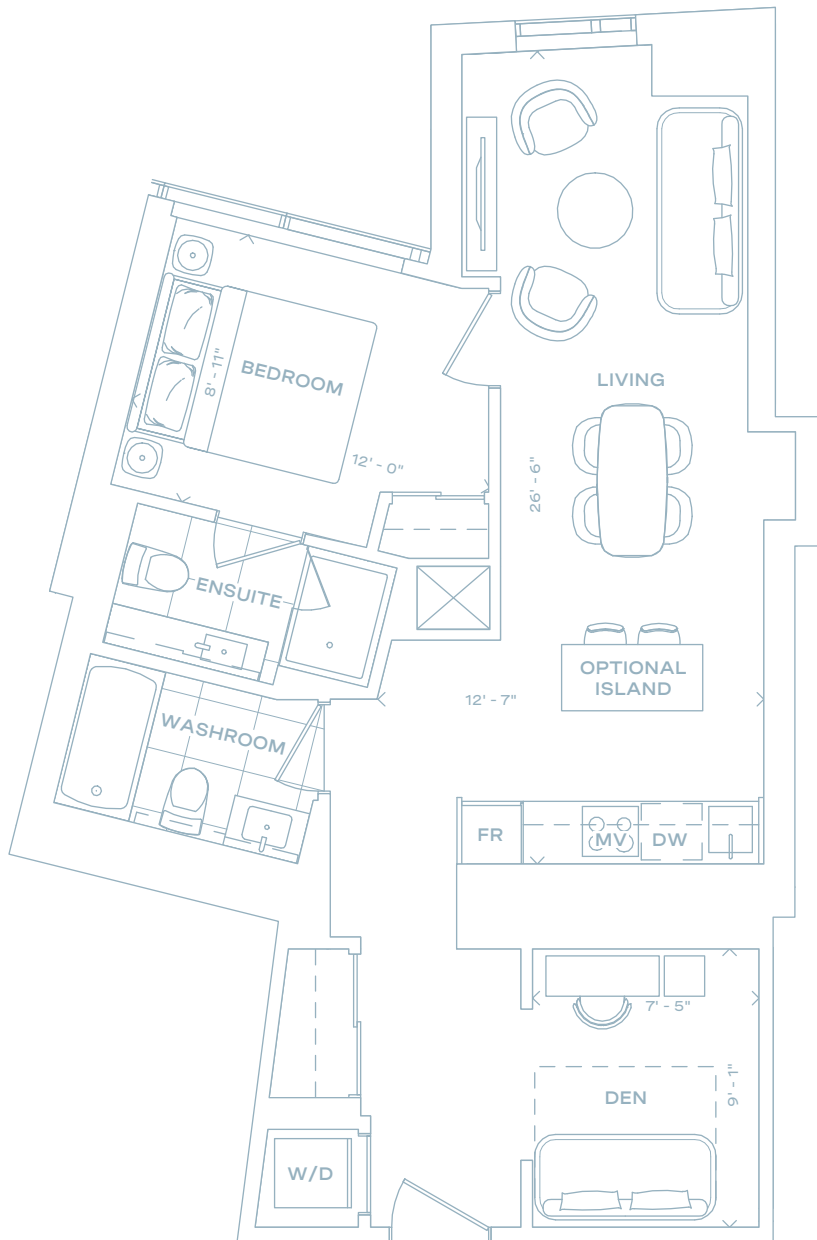 BEDROOM
8' - 11"
12' - 0"
LIVING
26' - 6"
ENSUITE
OPTIONAL
ISLAND
12' - 7"
WASHROOM
FR
MV
DW
7' - 5"
DEN
9' - 1"
W/D